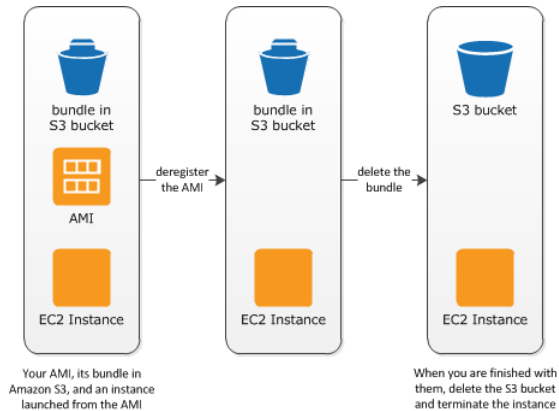 bundle in
S3 bucket
AMI
EC2 Instance
Your AMI, its bundle in
Amazon S3, and an instance
launched from the AMI
deregister
the AMI
bundle in
S3 bucket
EC2 Instance
delete the
bundle
S3 bucket
EC2 Instance
When you are finished with
them, delete the S3 bucket
and terminate the instance